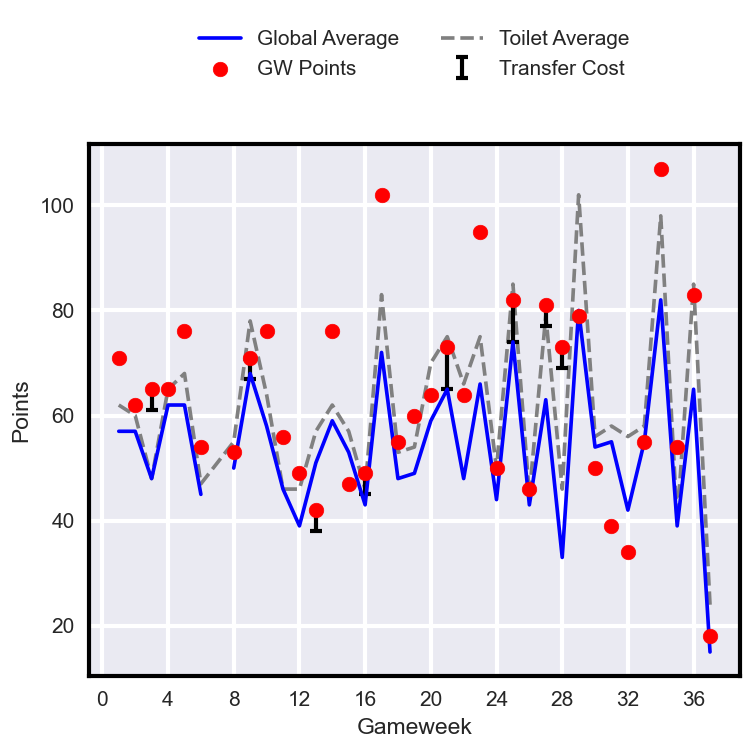 Global Average Toilet Average
GW Points Transfer Cost
100
80
60
40
20
Points
0 4 8 12 16 20 24 28 32 36
Gameweek